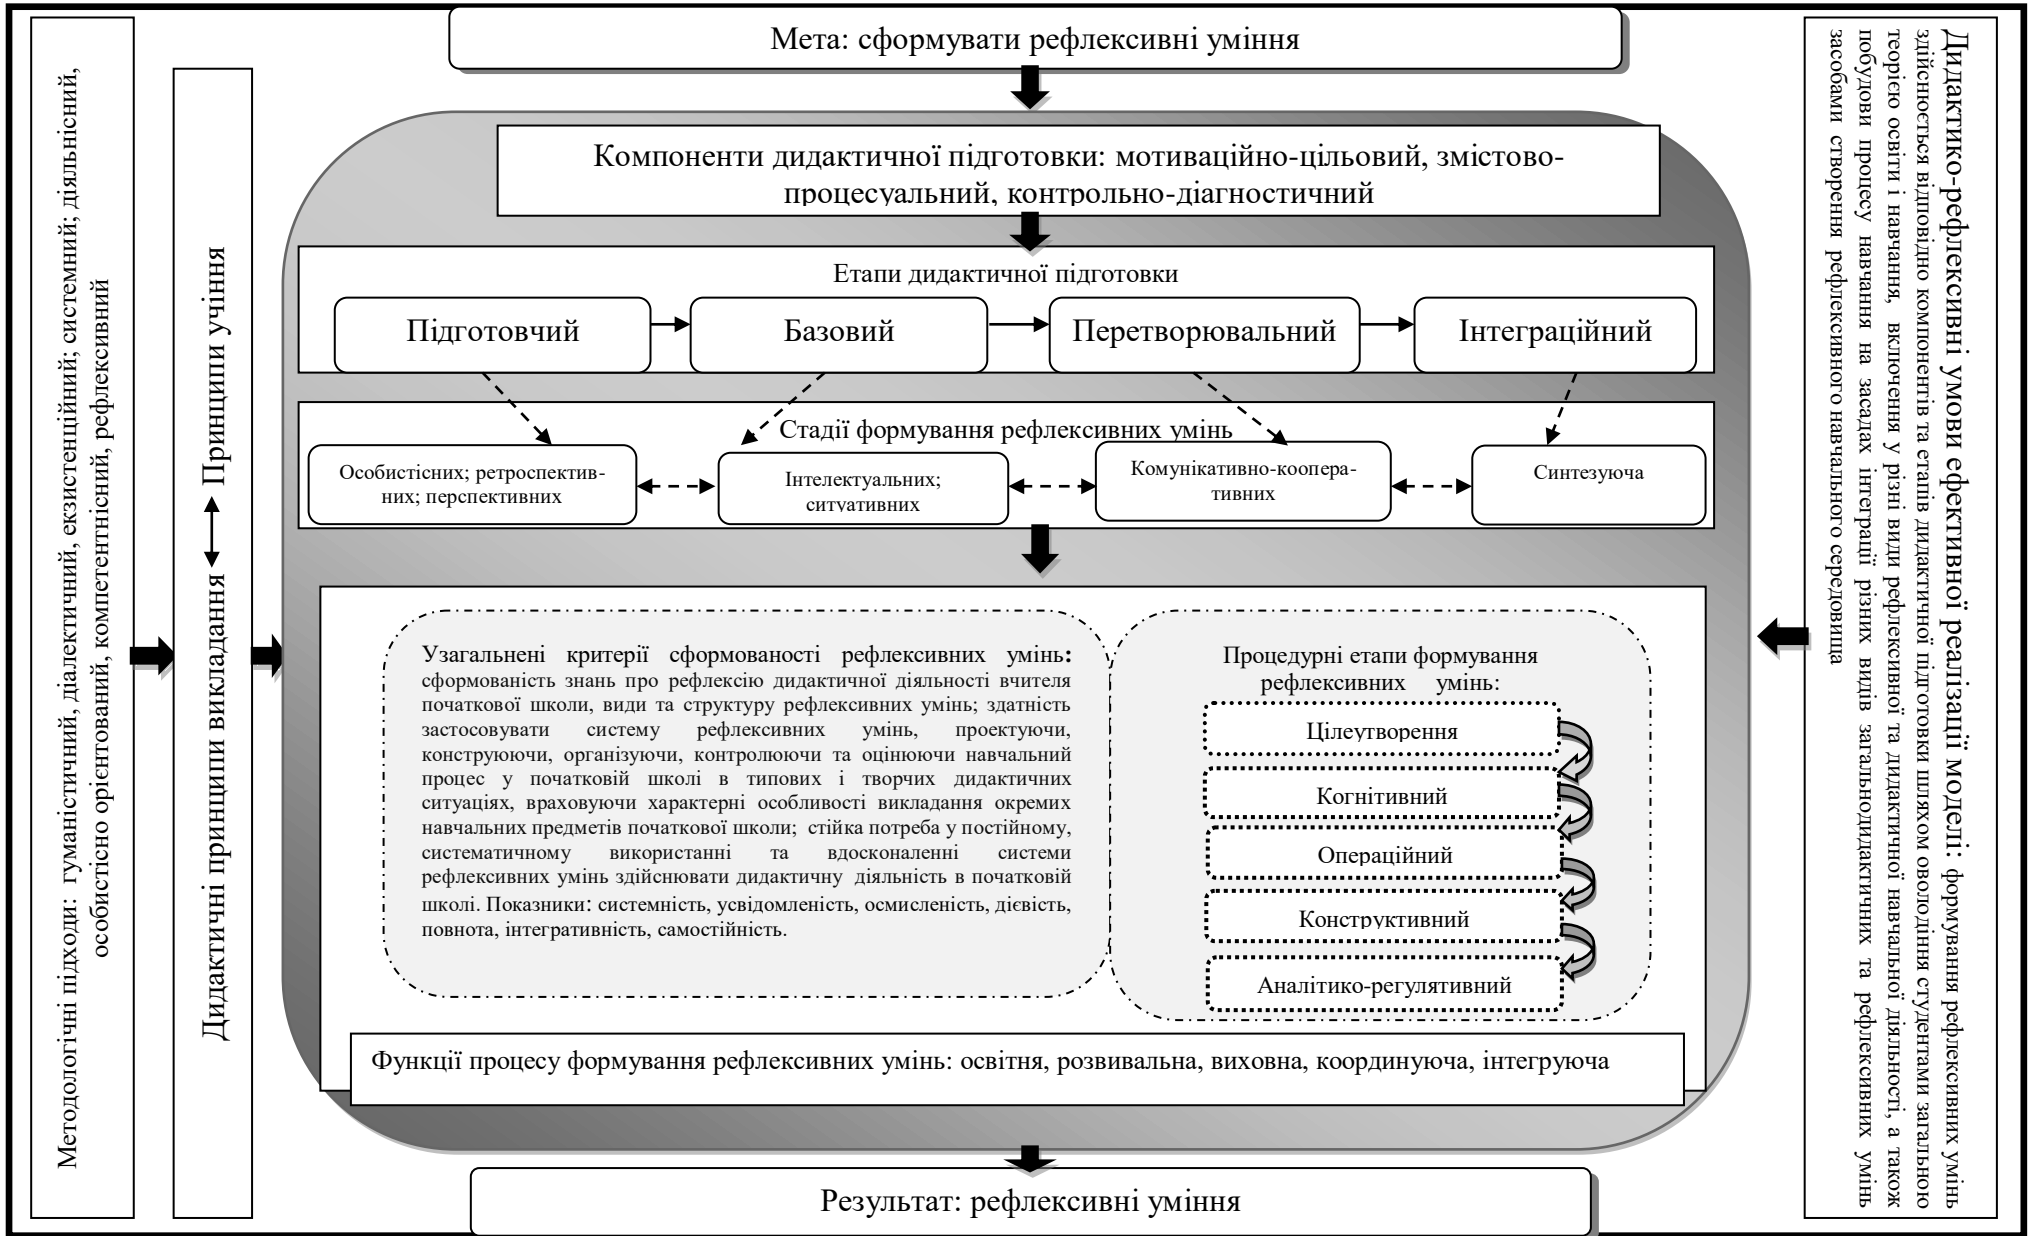 Мета: сформувати рефлексивні уміння
Методологічні підходи: гуманістичний, діалектичний, екзистенційний; системний; діяльнісний,
особистісно орієнтований, компетентнісний, рефлексивний
Дидактичні принципи викладання Принципи учіння
Компоненти дидактичної підготовки: мотиваційно-цільовий, змістово-
процесуальний, контрольно-діагностичний
Етапи дидактичної підготовки
Підготовчий
Базовий
Перетворювальний
Інтеграційний
Стадії формування рефлексивних умінь
Особистісних; ретроспектив-
них; перспективних
Інтелектуальних;
ситуативних
Комунікативно-коопера-
тивних
Синтезуюча
Узагальнені критерії сформованості рефлексивних умінь:
сформованість знань про рефлексію дидактичної діяльності вчителя
початкової школи, види та структуру рефлексивних умінь; здатність
застосовувати систему рефлексивних умінь, проектуючи,
конструюючи, організуючи, контролюючи та оцінюючи навчальний
процес у початковій школі в типових і творчих дидактичних
ситуаціях, враховуючи характерні особливості викладання окремих
навчальних предметів початкової школи; стійка потреба у постійному,
систематичному використанні та вдосконаленні системи
рефлексивних умінь здійснювати дидактичну діяльність в початковій
школі. Показники: системність, усвідомленість, осмисленість, дієвість,
повнота, інтегративність, самостійність.
Процедурні етапи формування
рефлексивних умінь:
Цілеутворення
Когнітивний
Операційний
Конструктивний
Аналітико-регулятивний
Функції процесу формування рефлексивних умінь: освітня, розвивальна, виховна, координуюча, інтегруюча
Результат: рефлексивні уміння
Дидактико-рефлексивні умови ефективної реалізації моделі: формування рефлексивних умінь
здійснюється відповідно компонентів та етапів дидактичної підготовки шляхом оволодіння студентами загальною
теорією освіти і навчання, включення у різні види рефлексивної та дидактичної навчальної діяльності, а також
побудови процесу навчання на засадах інтеграції різних видів загальнодидактичних та рефлексивних умінь
засобами створення рефлексивного навчального середовища